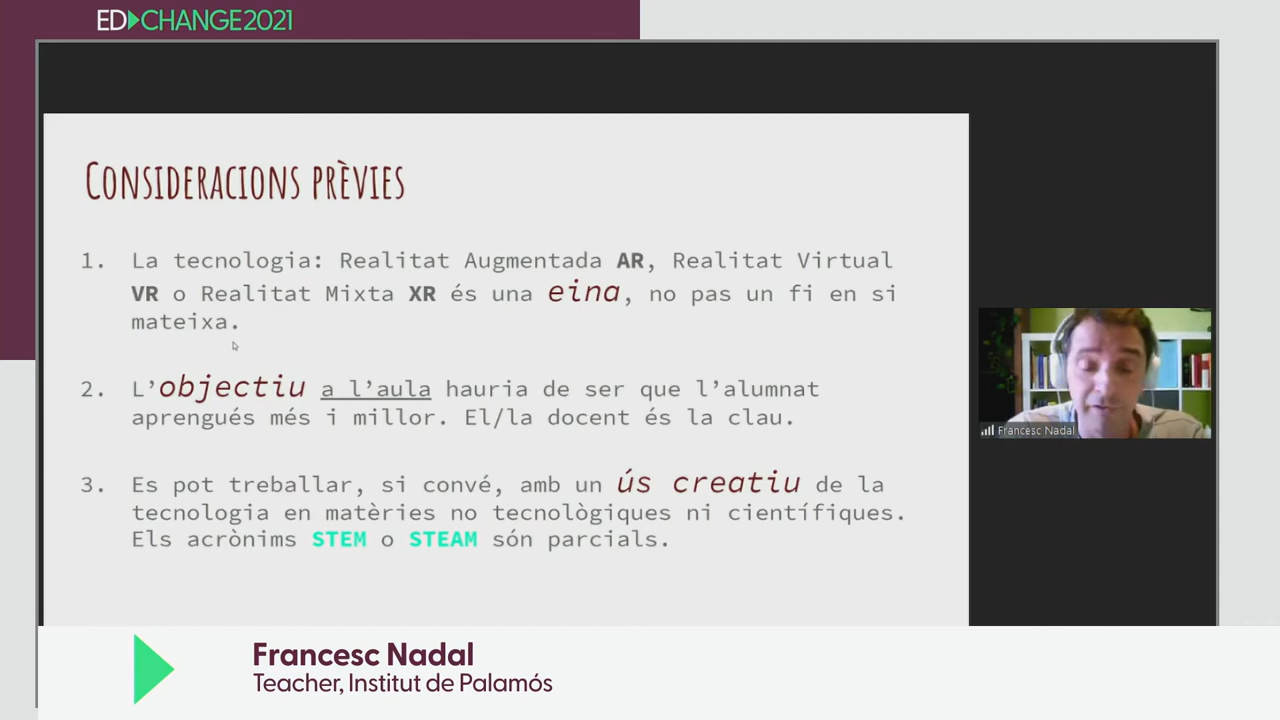 ED▶CHANGE2021
CONSIDERACIONS PRÈVIES
1. La tecnologia: Realitat Augmentada AR, Realitat Virtual
VR o Realitat Mixta XR és una eina, no pas un fi en si
mateixa.
2. L'objectiu a l'aula hauria de ser que l'alumnat
aprengués més i millor. El/la docent és la clau.
3. Es pot treballar, si convé, amb un ús creatiu de la
tecnologia en matèries no tecnològiques ni científiques.
Els acrònims STEM o STEAM són parcials.
Francesc Nadal
Francesc Nadal
Teacher, Institut de Palamós